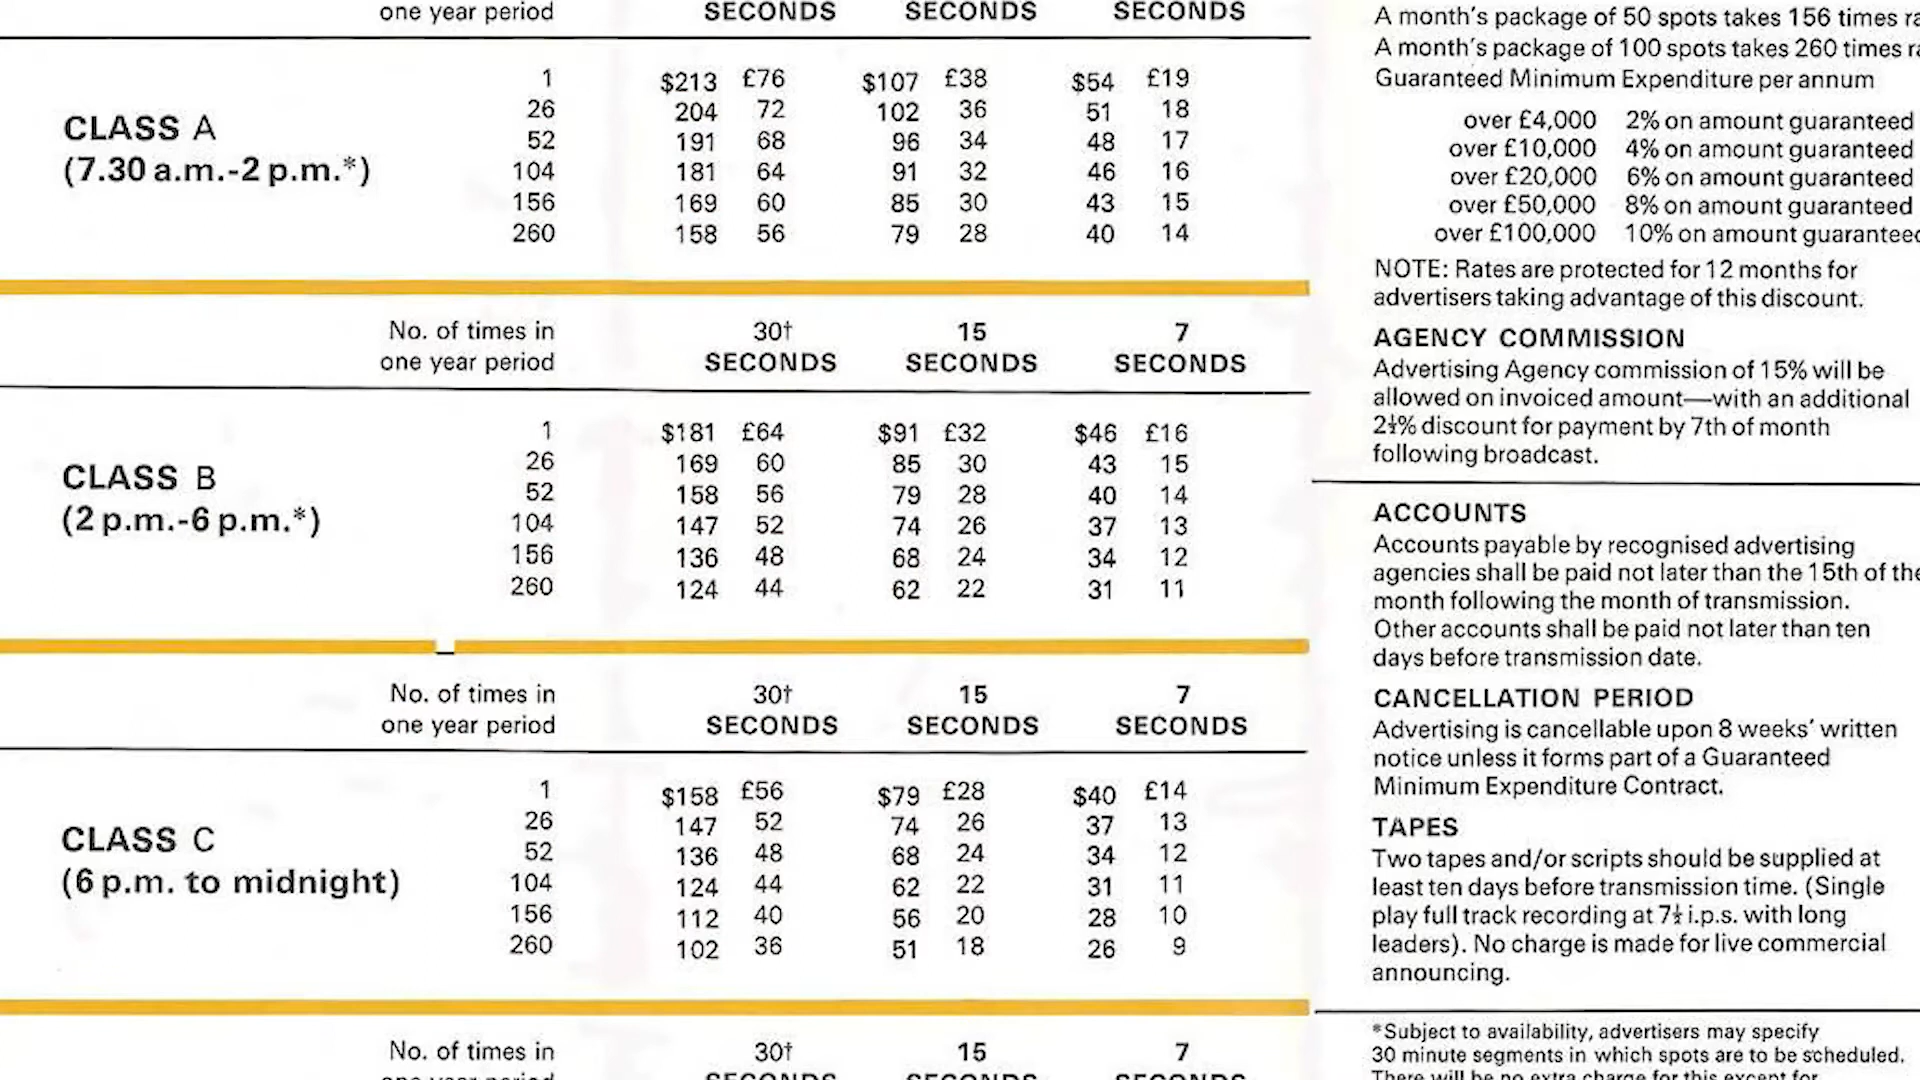 one year period SECONDS SECONDS SECONDS
CLASS A
(7.30 a.m.-2 p.m.*)
1 $213 £76 $107 £38 $54 £19
26 204 72 102 36 51 18
52 191 68 96 34 48 17
104 181 64 91 32 46 16
156 169 60 85 30 43 15
260 158 56 79 28 40 14
No. of times in 30† 15 7
one year period SECONDS SECONDS SECONDS
CLASS B
(2 p.m.-6 p.m.*)
1 $181 £64 $91 £32 $46 £16
26 169 60 85 30 43 15
52 158 56 79 28 40 14
104 147 52 74 26 37 13
156 136 48 68 24 34 12
260 124 44 62 22 31 11
No. of times in 30† 15 7
one year period SECONDS SECONDS SECONDS
CLASS C
(6 p.m. to midnight)
1 $158 £56 $79 £28 $40 £14
26 147 52 74 26 37 13
52 136 48 68 24 34 12
104 124 44 62 22 31 11
156 112 40 56 20 28 10
260 102 36 51 18 26 9
No. of times in 30† 15 7
A month's package of 50 spots takes 156 times
A month's package of 100 spots takes 260 times
Guaranteed Minimum Expenditure per annum
over £4,000 2% on amount guaranteed
over £10,000 4% on amount guaranteed
over £20,000 6% on amount guaranteed
over £50,000 8% on amount guaranteed
over £100,000 10% on amount guaranteed
NOTE: Rates are protected for 12 months for
advertisers taking advantage of this discount.
AGENCY COMMISSION
Advertising Agency commission of 15% will be
allowed on invoiced amount—with an additional
2½% discount for payment by 7th of month
following broadcast.
ACCOUNTS
Accounts payable by recognised advertising
agencies shall be paid not later than the 15th of the
month following the month of transmission.
Other accounts shall be paid not later than ten
days before transmission date.
CANCELLATION PERIOD
Advertising is cancellable upon 8 weeks' written
notice unless it forms part of a Guaranteed
Minimum Expenditure Contract.
TAPES
Two tapes and/or scripts should be supplied at
least ten days before transmission time. (Single
play full track recording at 7½ i.p.s. with long
leaders). No charge is made for live commercial
announcing.
*Subject to availability, advertisers may specify
30 minute segments in which spots are to be scheduled.
There will be no extra charge for this except for